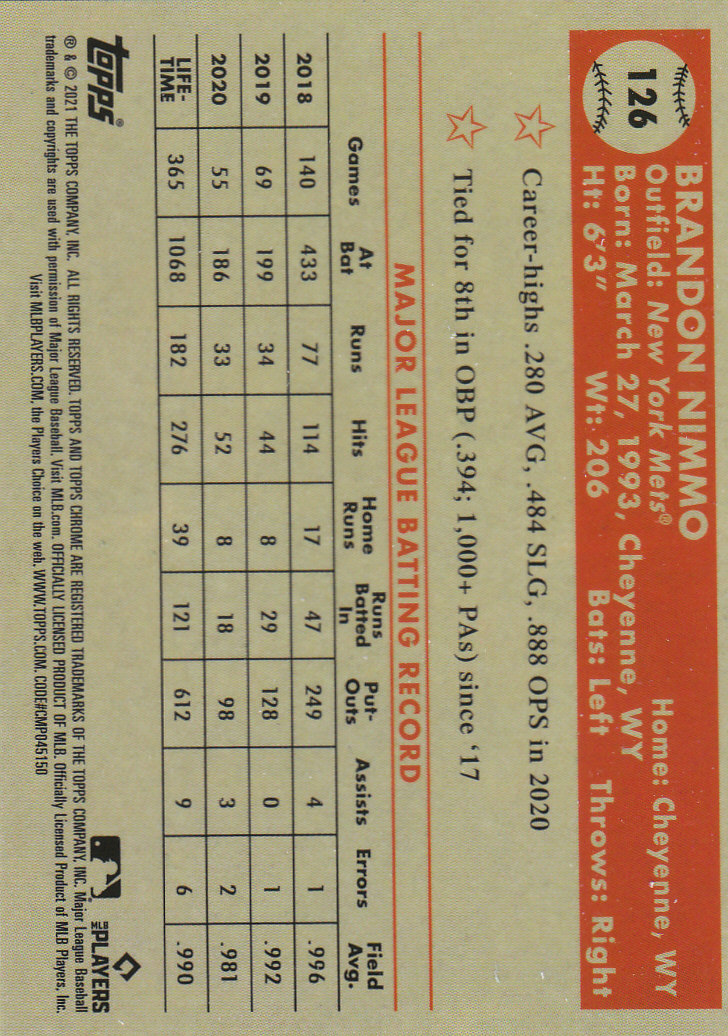 126
BRANDON NIMMO
Outfield: New York Mets® Home: Cheyenne, WY
Born: March 27, 1993, Cheyenne, WY
Ht: 6'3" Wt: 206 Bats: Left Throws: Right
Career-highs .280 AVG, .484 SLG, .888 OPS in 2020
Tied for 8th in OBP (.394; 1,000+ PAs) since ‘17
MAJOR LEAGUE BATTING RECORD
Games At Bat Runs Hits Home Runs Runs Batted In Put-Outs Assists Errors Field Avg.
2018 140 433 77 114 17 47 249 4 1 .996
2019 69 199 34 44 8 29 128 0 1 .992
2020 55 186 33 52 8 18 98 3 2 .981
LIFE-TIME 365 1068 182 276 39 121 612 9 6 .990
topps®
MLB PLAYERS
® & © 2021 THE TOPPS COMPANY, INC. ALL RIGHTS RESERVED. TOPPS AND TOPPS CHROME ARE REGISTERED TRADEMARKS OF THE TOPPS COMPANY, INC. Major League Baseball
trademarks and copyrights are used with permission of Major League Baseball. Visit MLB.com. OFFICIALLY LICENSED PRODUCT OF MLB. Officially Licensed Product of MLB Players, Inc.
Visit MLBPLAYERS.COM, the Players Choice on the web. WWW.TOPPS.COM. CODE#CMP045150